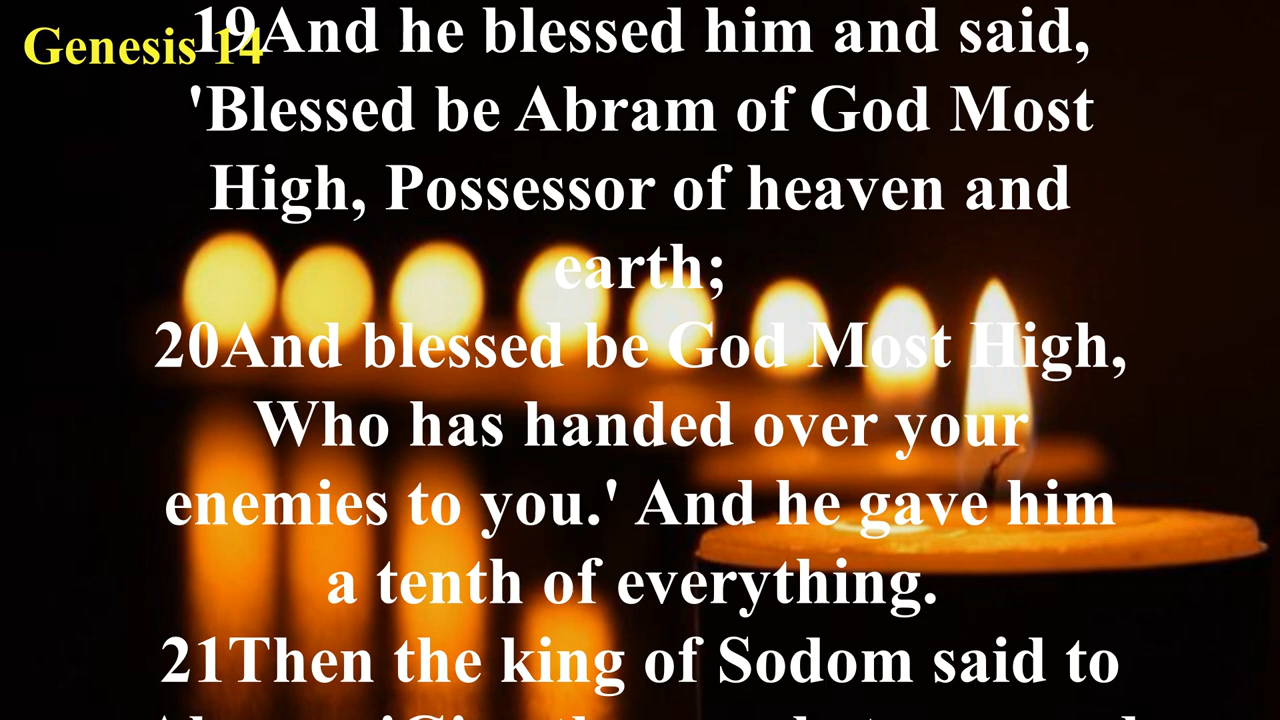 Genesis 14
19And he blessed him and said,
'Blessed be Abram of God Most
High, Possessor of heaven and
earth;
20And blessed be God Most High,
Who has handed over your
enemies to you.' And he gave him
a tenth of everything.
21Then the king of Sodom said to